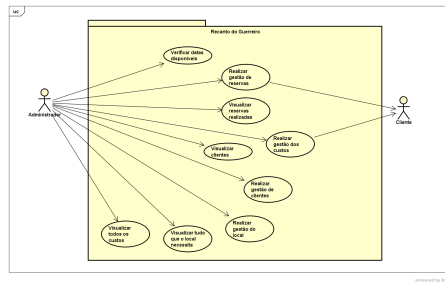 uc
Recanto do Guerreiro
Verificar datas
disponíveis
Realizar
gestão de
reservas
Administrador
Cliente
Visualizar
reservas
realizadas
Realizar
gestão dos
custos
Visualizar
clientes
Realizar
gestão de
clientes
Realizar
gestão do
local
Visualizar
todos os
custos
Visualizar tudo
que o local
necessite
powered by